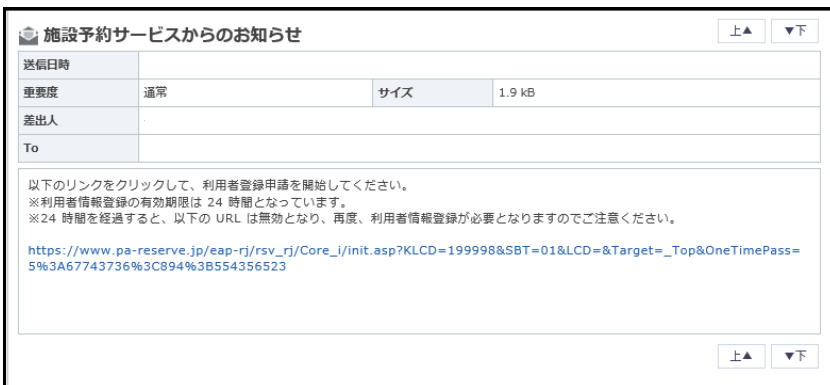 施設予約サービスからのお知らせ
上▲ ▼下
送信日時
重要度 通常 サイズ 1.9 kB
差出人
To
以下のリンクをクリックして、利用者登録申請を開始してください。
※利用者情報登録の有効期限は 24 時間となっています。
※24 時間を経過すると、以下の URL は無効となり、再度、利用者情報登録が必要となりますのでご注意ください。
https://www.pa-reserve.jp/eap-rj/rsv_rj/Core_i/init.asp?KLCD=199998&SBT=01&LCD=&Target=_Top&OneTimePass=
5%3A67743736%3C894%3B554356523
上▲ ▼下